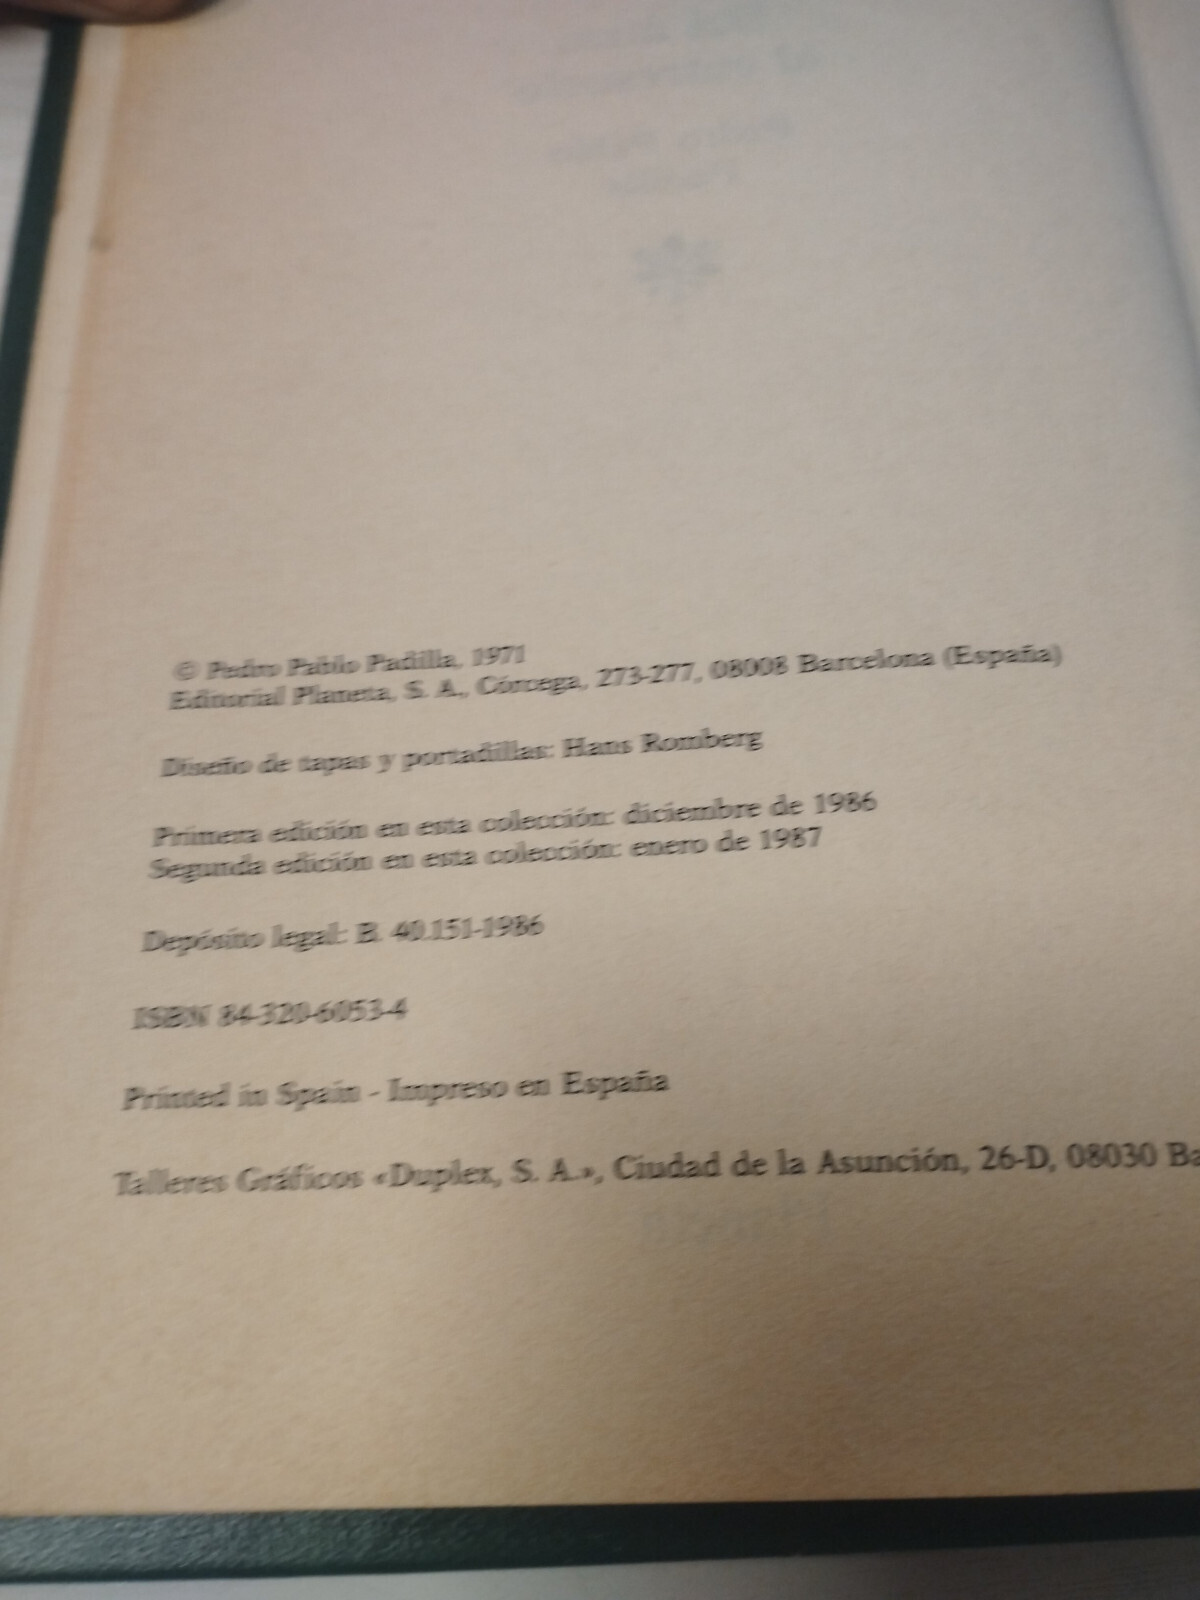 © Pedro Pablo Padilla, 1971
Editorial Planeta, S. A., Córcega, 273-277, 08008 Barcelona (España)
Diseño de tapas y portadillas: Hans Romberg
Primera edición en esta colección: diciembre de 1986
Segunda edición en esta colección: enero de 1987
Depósito legal: B. 40.151-1986
ISBN 84-320-6053-4
Printed in Spain - Impreso en España
Talleres Gráficos «Duplex, S. A.», Ciudad de la Asunción, 26-D, 08030 Ba